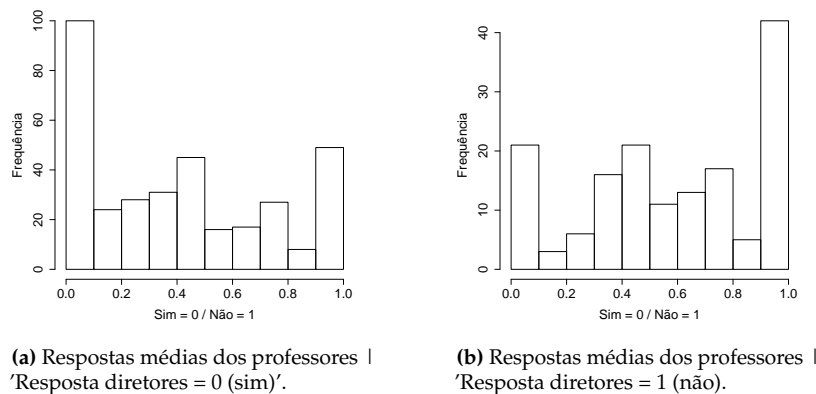 Frequência
0 20 40 60 80 100
0.0 0.2 0.4 0.6 0.8 1.0
Sim = 0 / Não = 1
(a) Respostas médias dos professores |
'Resposta diretores = 0 (sim)'.
Frequência
0 10 20 30 40
0.0 0.2 0.4 0.6 0.8 1.0
Sim = 0 / Não = 1
(b) Respostas médias dos professores |
'Resposta diretores = 1 (não).